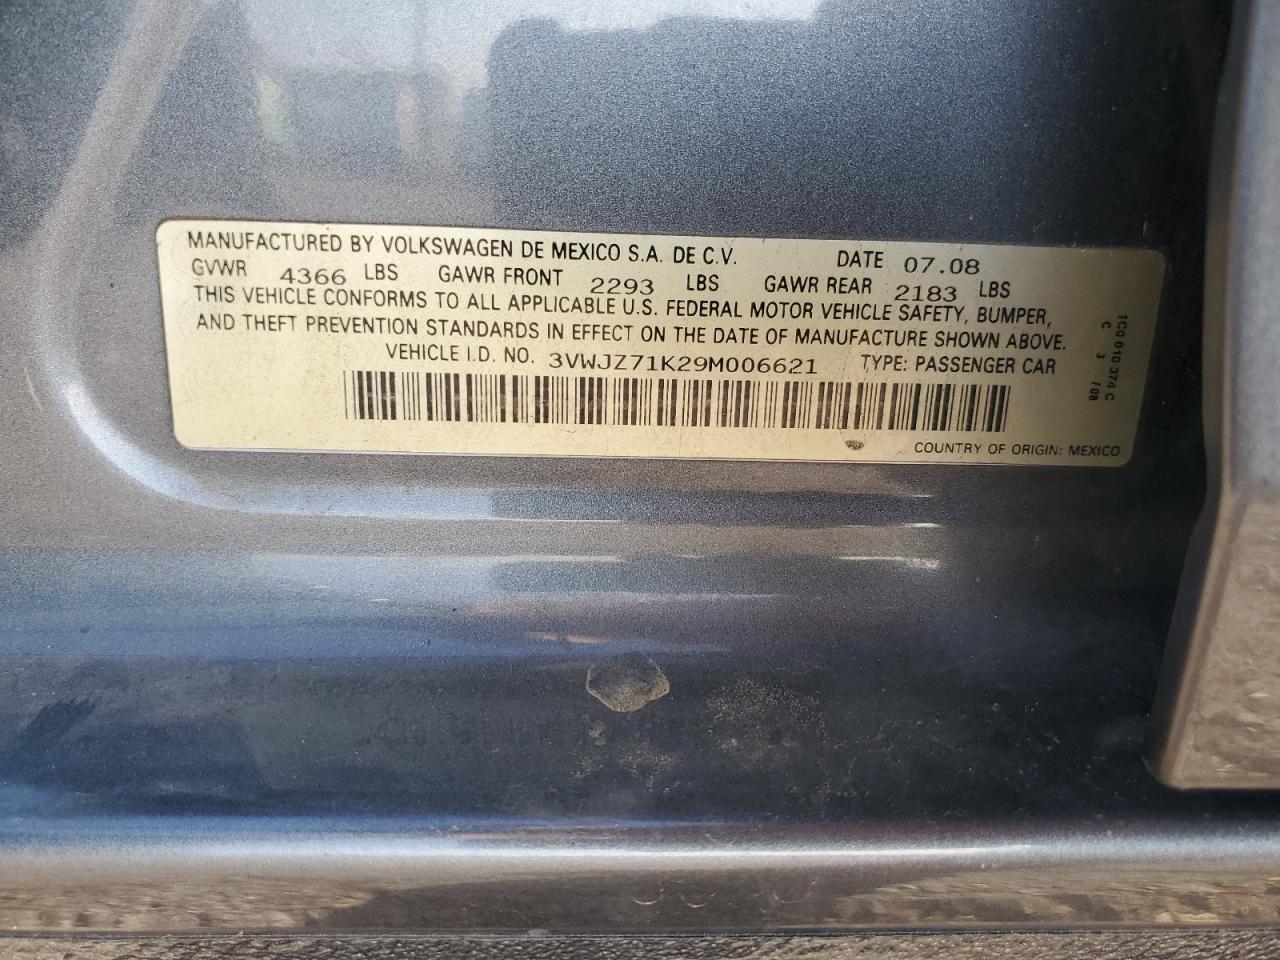 MANUFACTURED BY VOLKSWAGEN DE MEXICO S.A. DE C.V. DATE 07.08
GVWR 4366 LBS GAWR FRONT 2293 LBS GAWR REAR 2183 LBS
THIS VEHICLE CONFORMS TO ALL APPLICABLE U.S. FEDERAL MOTOR VEHICLE SAFETY, BUMPER,
AND THEFT PREVENTION STANDARDS IN EFFECT ON THE DATE OF MANUFACTURE SHOWN ABOVE.
VEHICLE I.D. NO. 3VWJZ71K29M006621 TYPE: PASSENGER CAR
COUNTRY OF ORIGIN: MEXICO
1C0 010 374 C
C 3 /08